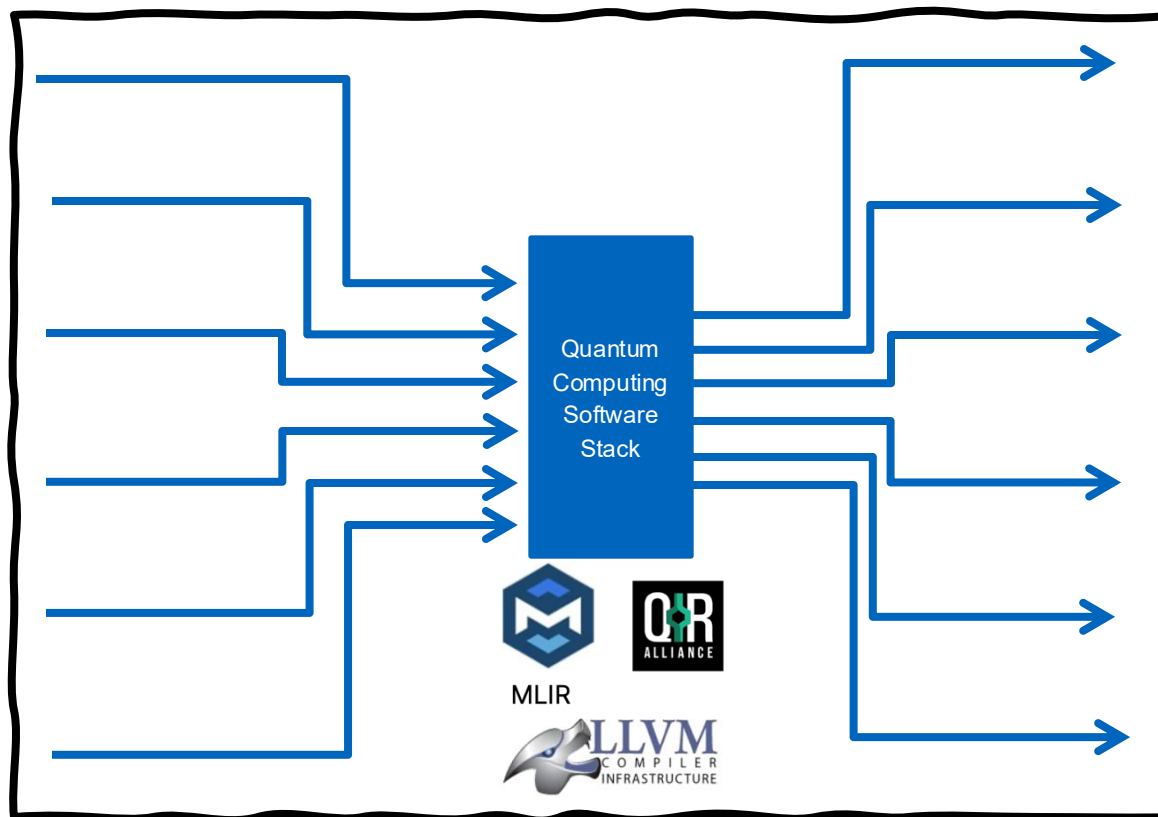 Quantum
Computing
Software
Stack
QIR
ALLIANCE
MLIR
LLVM
COMPILER
INFRASTRUCTURE